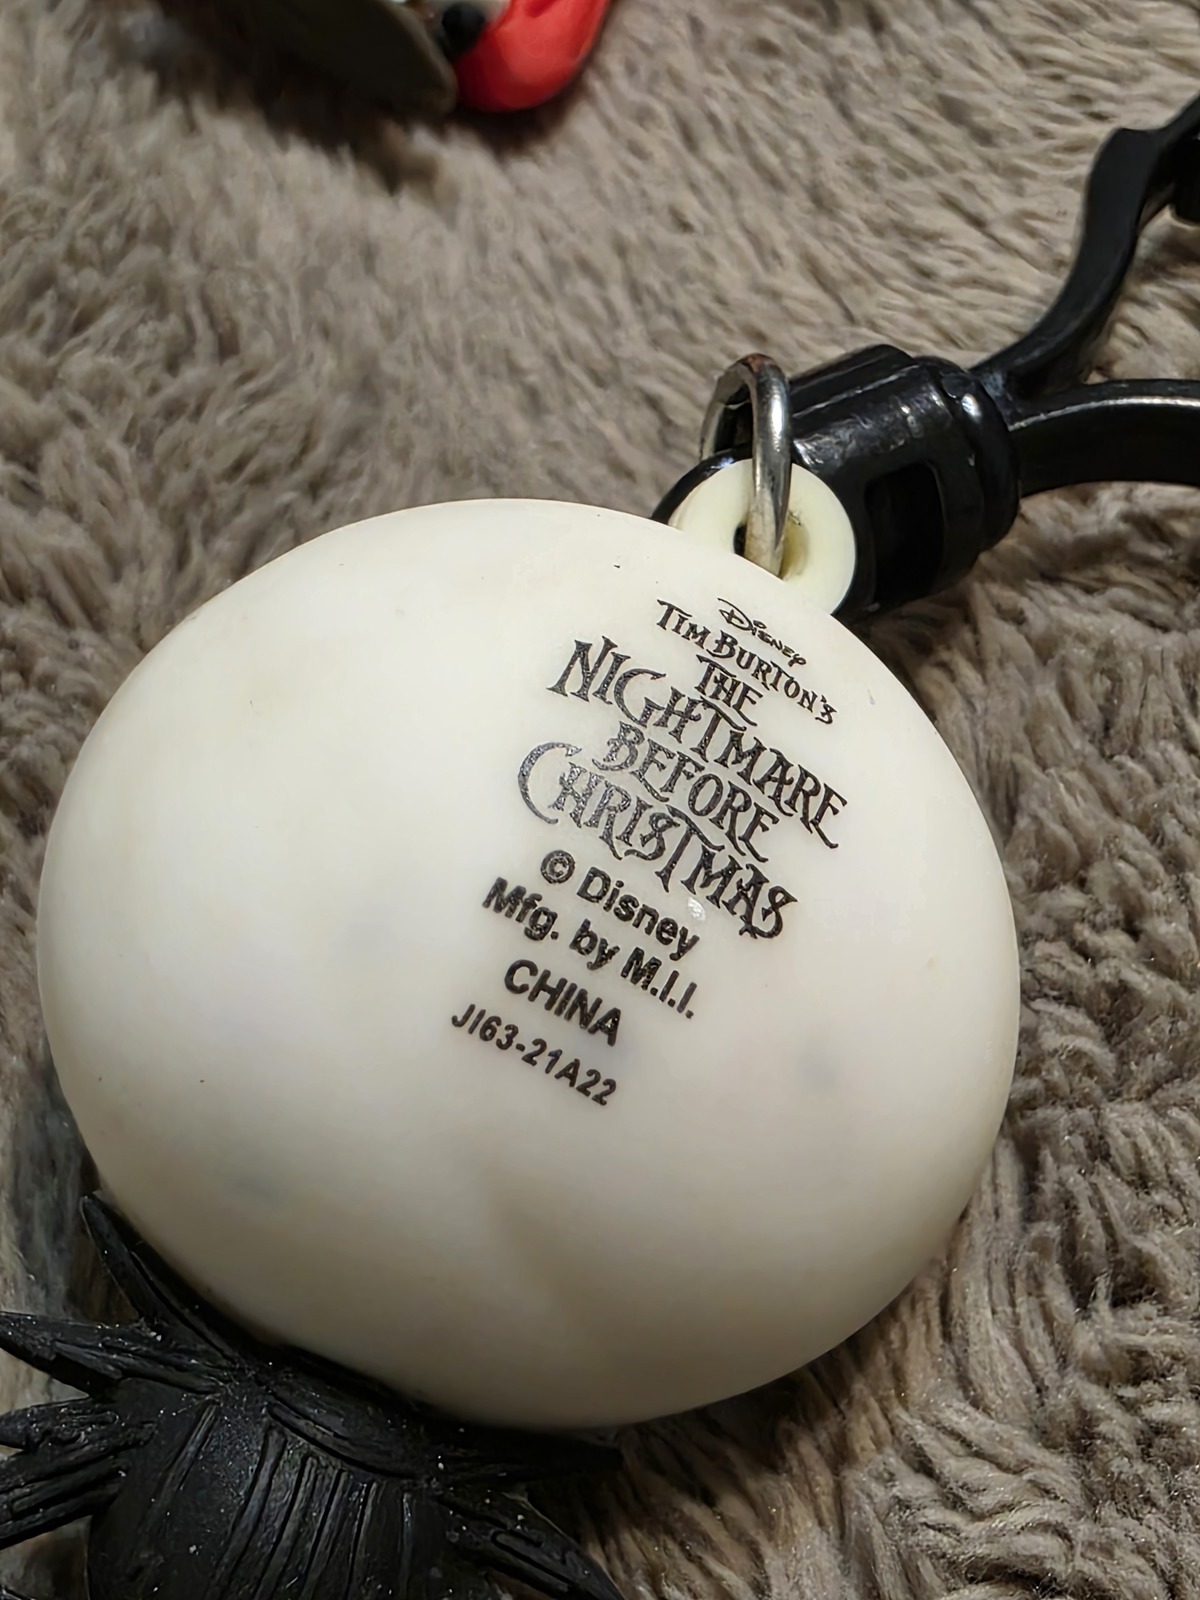 Disney
TIM BURTON'S
THE
NIGHTMARE
BEFORE
CHRISTMAS
© Disney
Mfg. by M.I.I.
CHINA
JI63-21A22